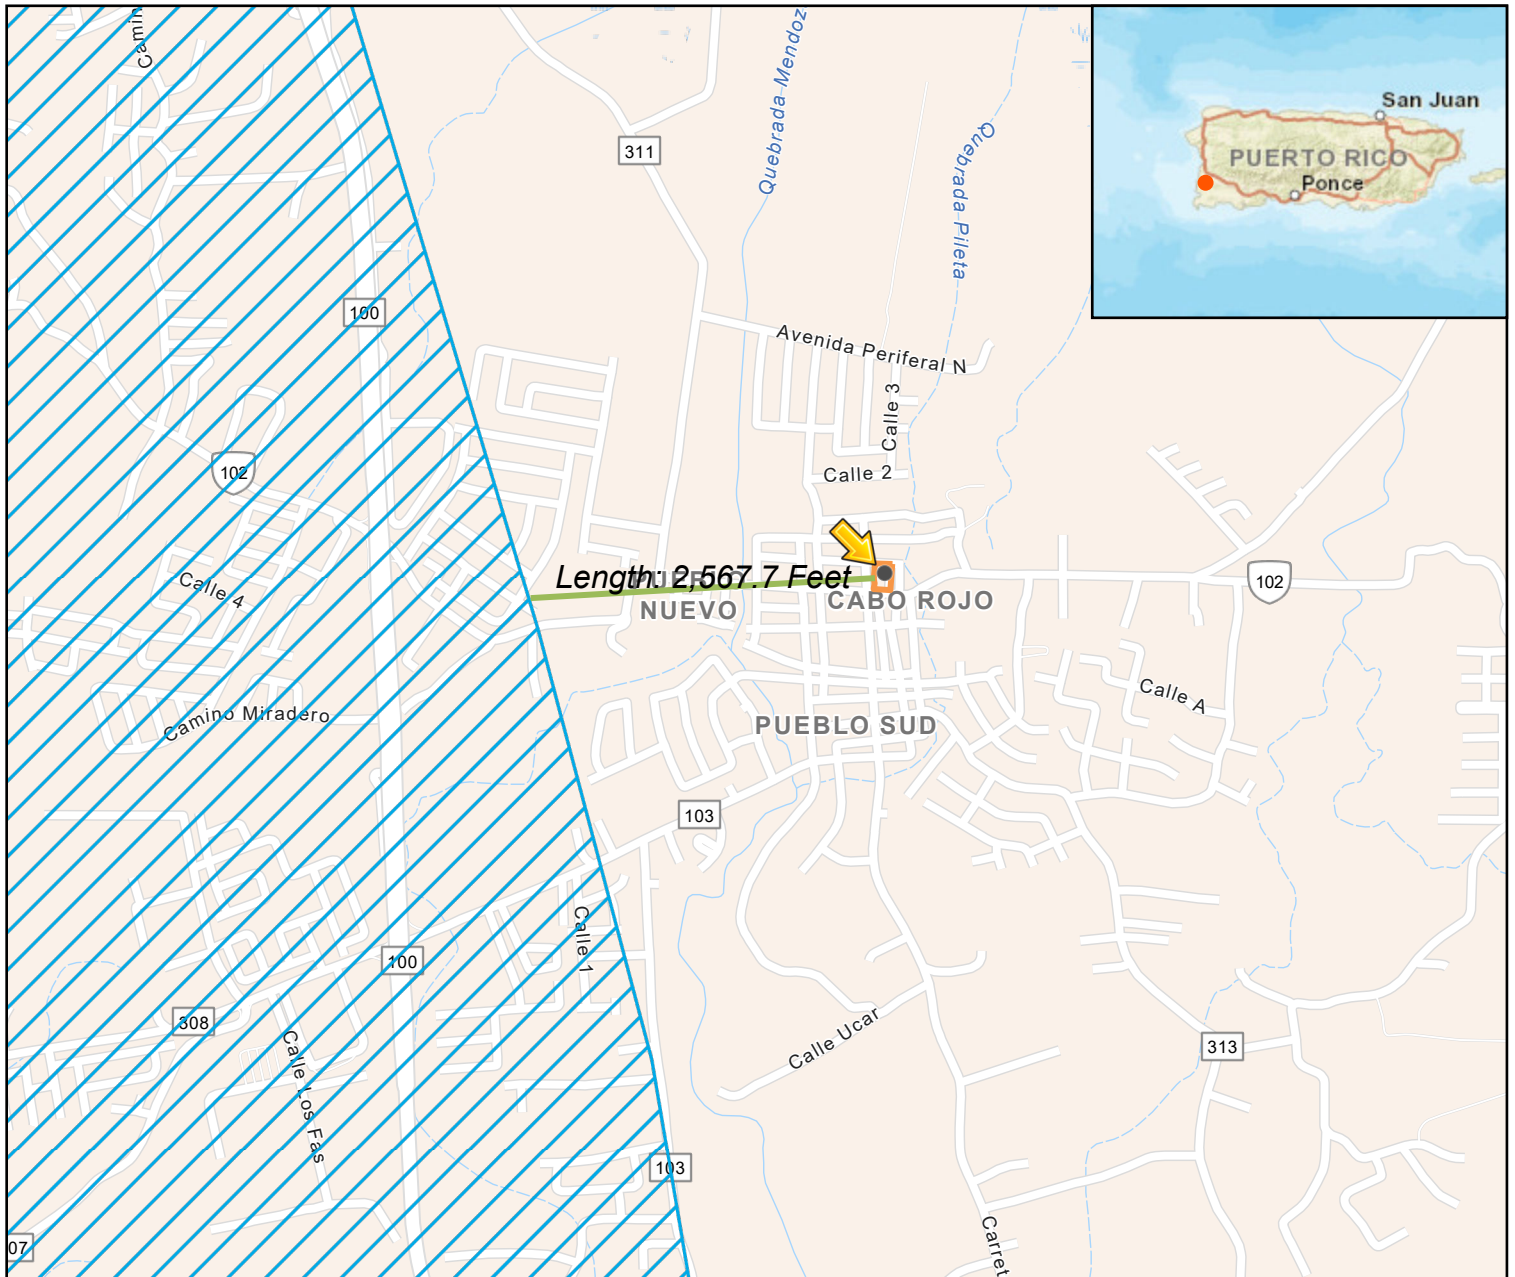 Camin
Quebrada Mendoz
San Juan
PUERTO RICO
Ponce
Quebrada Pileta
311
100
Avenida Periferal N
Calle 3
Calle 2
102
Length: 2,567.7 Feet
NUEVO
CABO ROJO
102
Calle 4
Calle A
Camino Miradero
PUEBLO SUD
103
Calle 1
100
308
Calle Ucar
313
Calle Los Fas
103
Carret
07